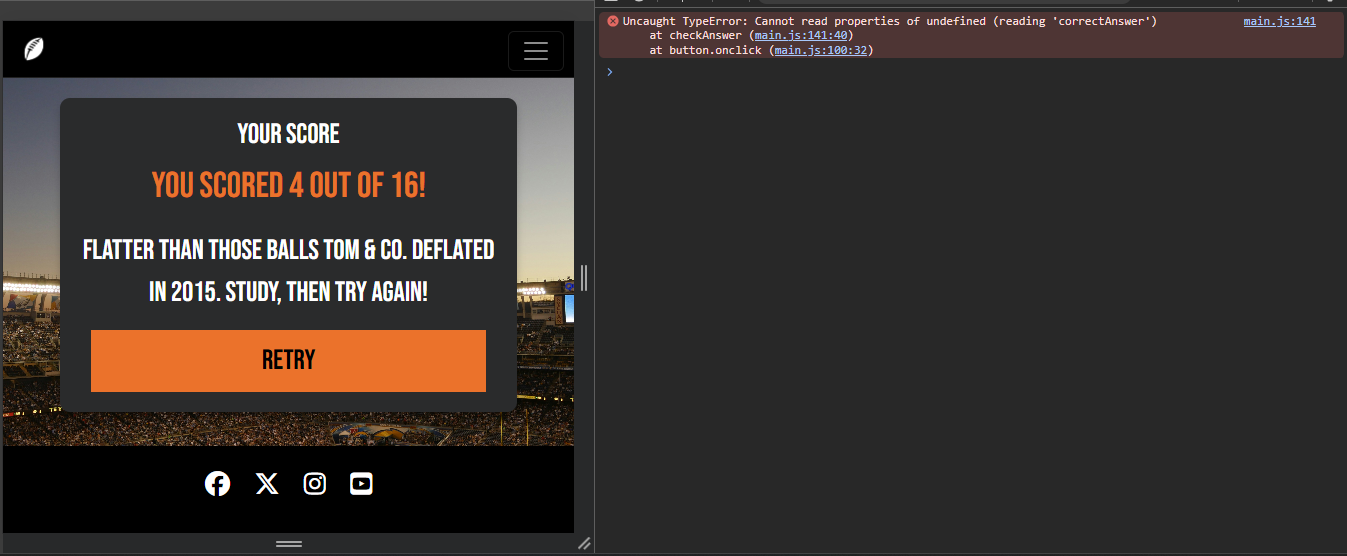 YOUR SCORE
YOU SCORED 4 OUT OF 16!
FLATTER THAN THOSE BALLS TOM & CO. DEFLATED
IN 2015. STUDY, THEN TRY AGAIN!
RETRY
Uncaught TypeError: Cannot read properties of undefined (reading 'correctAnswer') main.js:141
at checkAnswer (main.js:141:40)
at button.onclick (main.js:100:32)